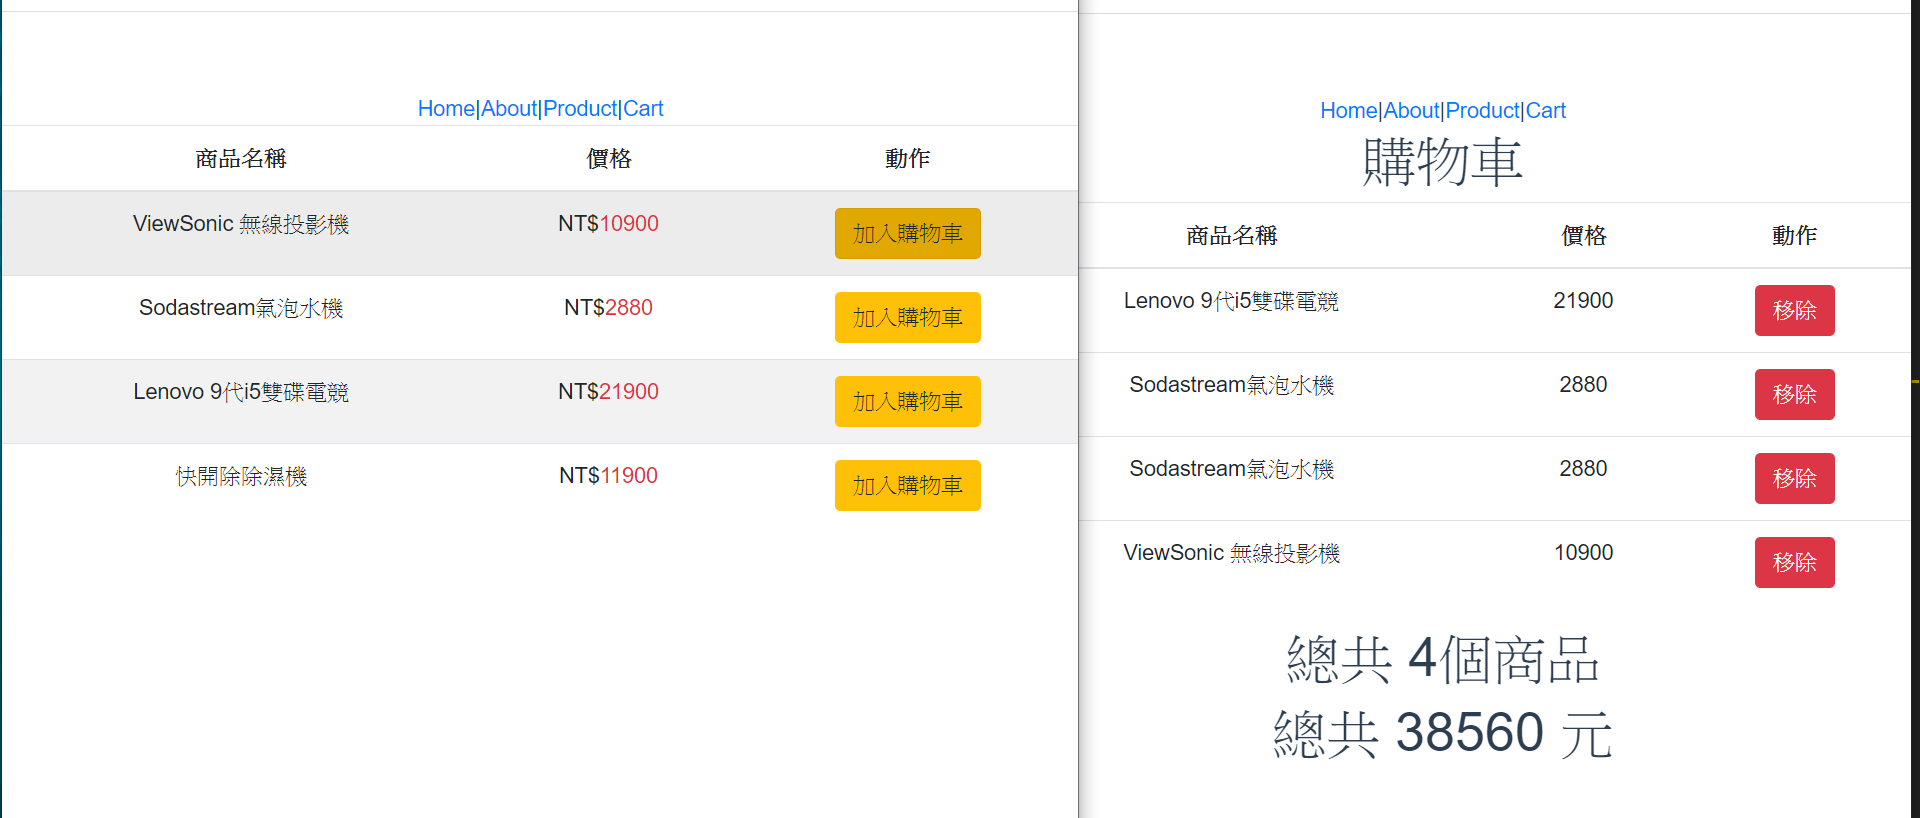 Home|About|Product|Cart
商品名稱 價格 動作
ViewSonic 無線投影機 NT$10900 加入購物車
Sodastream氣泡水機 NT$2880 加入購物車
Lenovo 9代i5雙碟電競 NT$21900 加入購物車
快開除除濕機 NT$11900 加入購物車
Home|About|Product|Cart
購物車
商品名稱 價格 動作
Lenovo 9代i5雙碟電競 21900 移除
Sodastream氣泡水機 2880 移除
Sodastream氣泡水機 2880 移除
ViewSonic 無線投影機 10900 移除
總共 4個商品
總共 38560 元